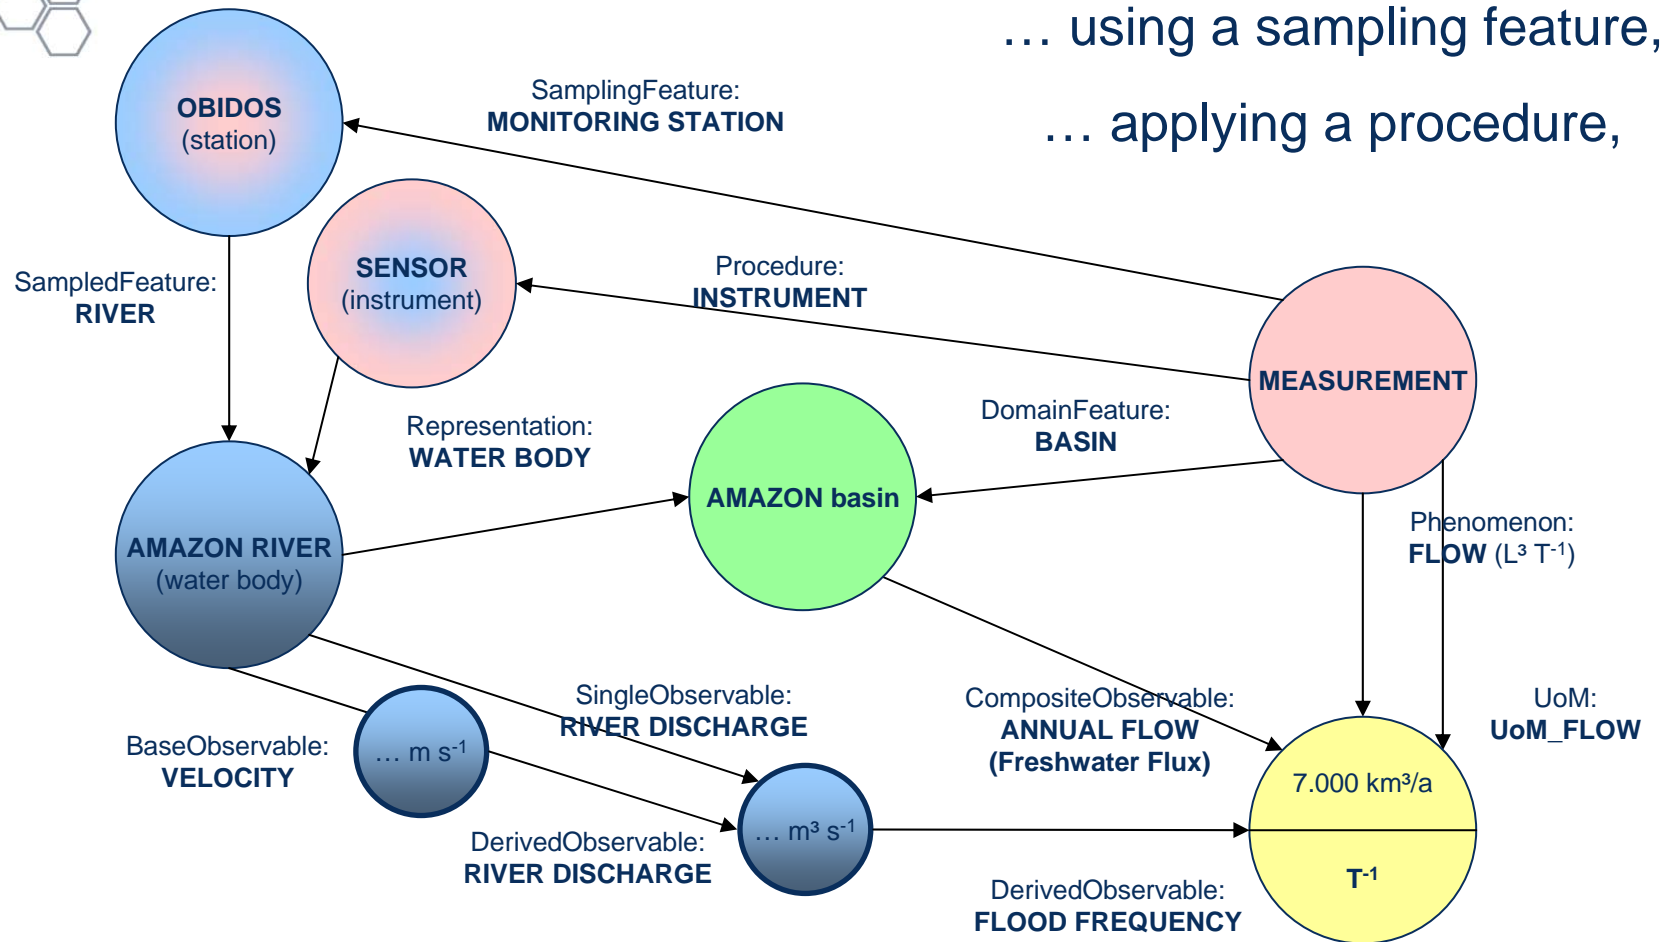 … using a sampling feature,
… applying a procedure,
OBIDOS
(station)
SamplingFeature:
MONITORING STATION
SampledFeature:
RIVER
SENSOR
(instrument)
Procedure:
INSTRUMENT
MEASUREMENT
Representation:
WATER BODY
DomainFeature:
BASIN
AMAZON basin
AMAZON RIVER
(water body)
Phenomenon:
FLOW (L³ T⁻¹)
BaseObservable:
VELOCITY
… m s⁻¹
SingleObservable:
RIVER DISCHARGE
CompositeObservable:
ANNUAL FLOW
(Freshwater Flux)
UoM:
UoM_FLOW
7.000 km³/a
DerivedObservable:
RIVER DISCHARGE
… m³ s⁻¹
T⁻¹
DerivedObservable:
FLOOD FREQUENCY